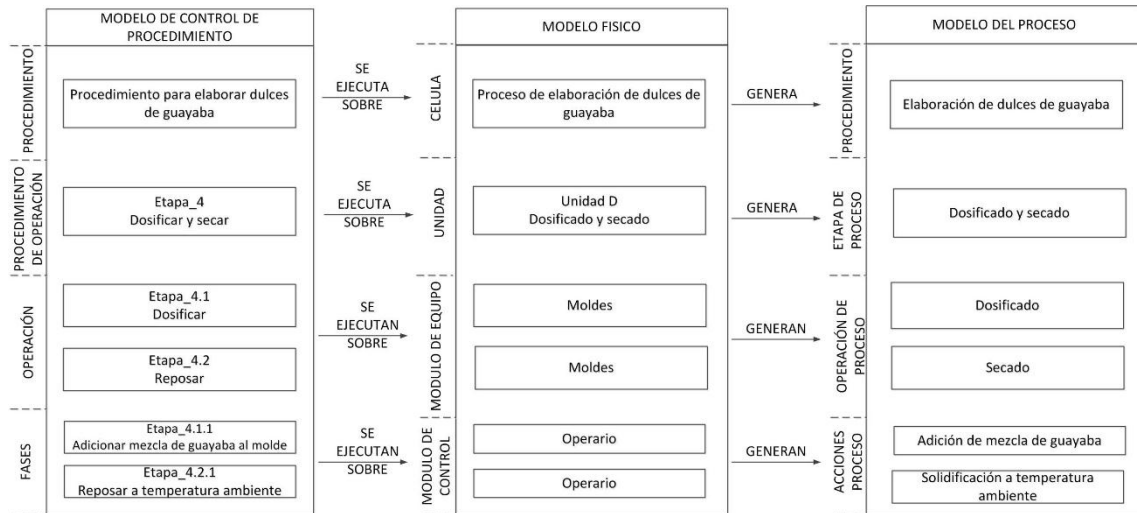 MODELO DE CONTROL DE
PROCEDIMIENTO
MODELO FISICO
MODELO DEL PROCESO
PROCEDIMIENTO
Procedimiento para elaborar dulces
de guayaba
SE
EJECUTA
SOBRE
CELULA
Proceso de elaboración de dulces de
guayaba
GENERA
PROCEDIMIENTO
Elaboración de dulces de guayaba
PROCEDIMIENTO
DE OPERACIÓN
Etapa_4
Dosificar y secar
SE
EJECUTA
SOBRE
UNIDAD
Unidad D
Dosificado y secado
GENERA
ETAPA DE
PROCESO
Dosificado y secado
OPERACIÓN
Etapa_4.1
Dosificar
Etapa_4.2
Reposar
SE
EJECUTAN
SOBRE
MODULO DE EQUIPO
Moldes
Moldes
GENERAN
OPERACIÓN DE
PROCESO
Dosificado
Secado
FASES
Etapa_4.1.1
Adicionar mezcla de guayaba al molde
Etapa_4.2.1
Reposar a temperatura ambiente
SE
EJECUTAN
SOBRE
MODULO DE
CONTROL
Operario
Operario
GENERAN
ACCIONES
PROCESO
Adición de mezcla de guayaba
Solidificación a temperatura
ambiente